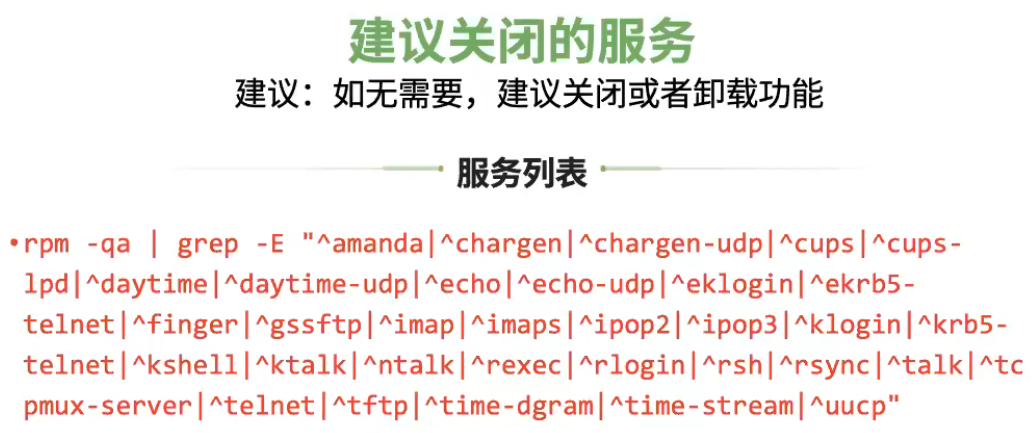 建议关闭的服务
建议：如无需要，建议关闭或者卸载功能
服务列表
•rpm -qa | grep -E "^amanda|^chargen|^chargen-udp|^cups|^cups-
lpd|^daytime|^daytime-udp|^echo|^echo-udp|^eklogin|^ekrb5-
telnet|^finger|^gssftp|^imap|^imaps|^ipop2|^ipop3|^klogin|^krb5-
telnet|^kshell|^ktalk|^ntalk|^rexec|^rlogin|^rsh|^rsync|^talk|^tc
pmux-server|^telnet|^tftp|^time-dgram|^time-stream|^uucp"